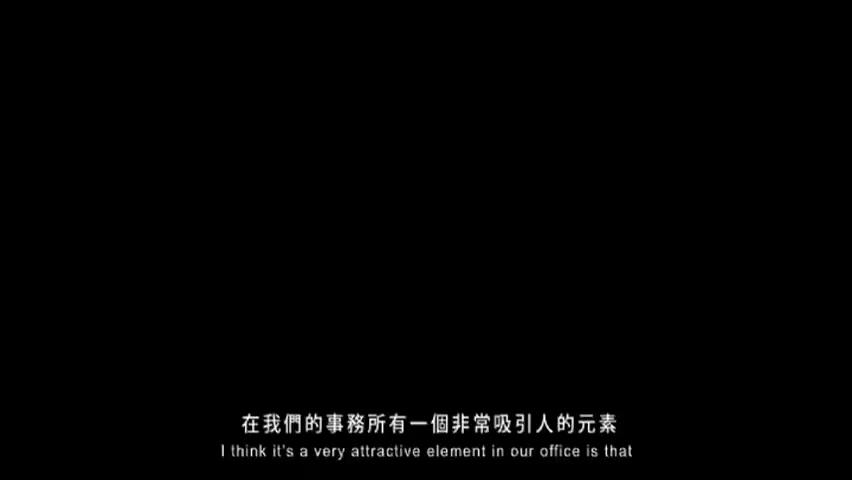 在我們的事務所有一個非常吸引人的元素
I think it's a very attractive element in our office is that